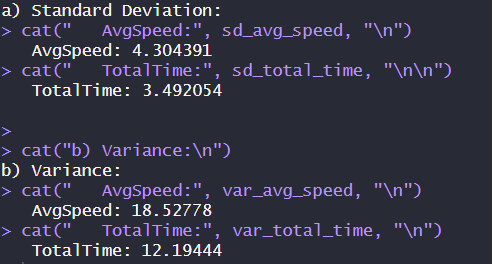 a) Standard Deviation:
> cat("   AvgSpeed:", sd_avg_speed, "\n")
   AvgSpeed: 4.304391
> cat("   TotalTime:", sd_total_time, "\n\n")
   TotalTime: 3.492054
>
> cat("b) Variance:\n")
b) Variance:
> cat("   AvgSpeed:", var_avg_speed, "\n")
   AvgSpeed: 18.52778
> cat("   TotalTime:", var_total_time, "\n")
   TotalTime: 12.19444